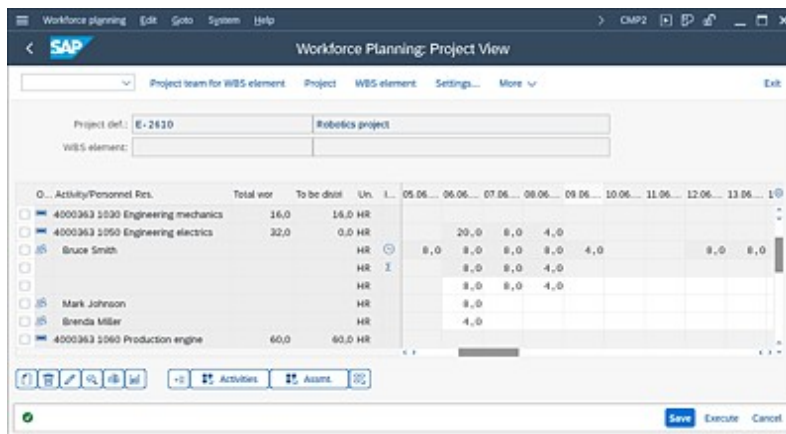 Workforce planning Edit Goto System Help CMP2
SAP Workforce Planning: Project View
Project team for WBS element Project WBS element Settings... More Exit
Project def.: E-2610 Robotics project
WBS element:
O... Activity/Personnel Res. Total wor To be distri Un. I... 05.06.... 06.06.... 07.06.... 08.06.... 09.06.... 10.06.... 11.06.... 12.06.... 13.06.... 1
4000363 1030 Engineering mechanics 16,0 16,0 HR
4000363 1050 Engineering electrics 32,0 0,0 HR 20,0 8,0 4,0
Bruce Smith HR 8,0 8,0 8,0 8,0 4,0 8,0 8,0
HR Σ 8,0 8,0 4,0
HR 8,0 8,0 4,0
Mark Johnson HR 8,0
Brenda Miller HR 4,0
4000363 1060 Production engine 60,0 60,0 HR
Activities Assmt.
Save Execute Cancel